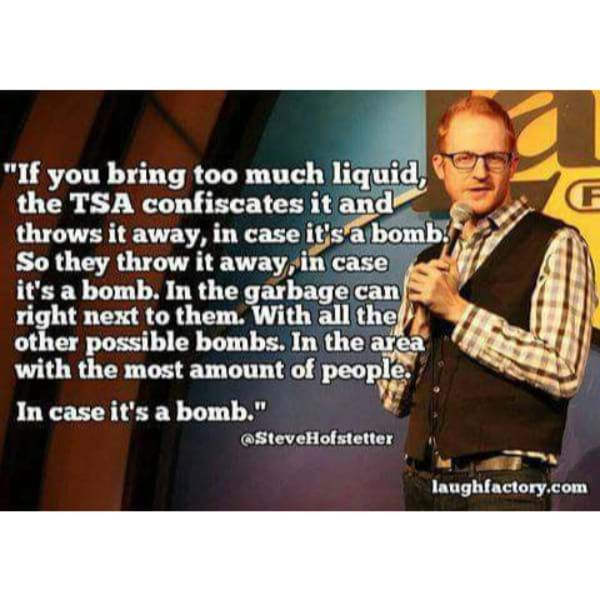 "If you bring too much liquid,
the TSA confiscates it and
throws it away, in case it's a bomb.
So they throw it away, in case
it's a bomb. In the garbage can
right next to them. With all the
other possible bombs. In the area
with the most amount of people.
In case it's a bomb."
@SteveHofstetter
laughfactory.com